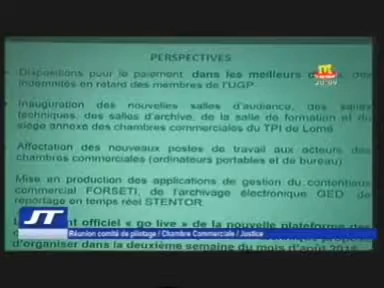 PERSPECTIVES
20:09
Dispositions pour le paiement dans les meilleurs des
indemnités en retard des membres de l'UGP
Inauguration des nouvelles salles d'audience, des salles
techniques, des salles d'archive, de la salle de formation et du
siège annexe des chambres commerciales du TPI de Lomé
Affectation des nouveaux postes de travail aux acteurs des
chambres commerciales (ordinateurs portables et de bureau)
Mise en production des applications de gestion du contentieux
commercial FORSETI, de l'archivage électronique GED de
reportage en temps réel STENTOR
officiel « go live » de la nouvelle plateforme des
JT
Réunion comité de pilotage / Chambre Commerciale / Justice
d'organiser dans la deuxième semaine du mois d'août